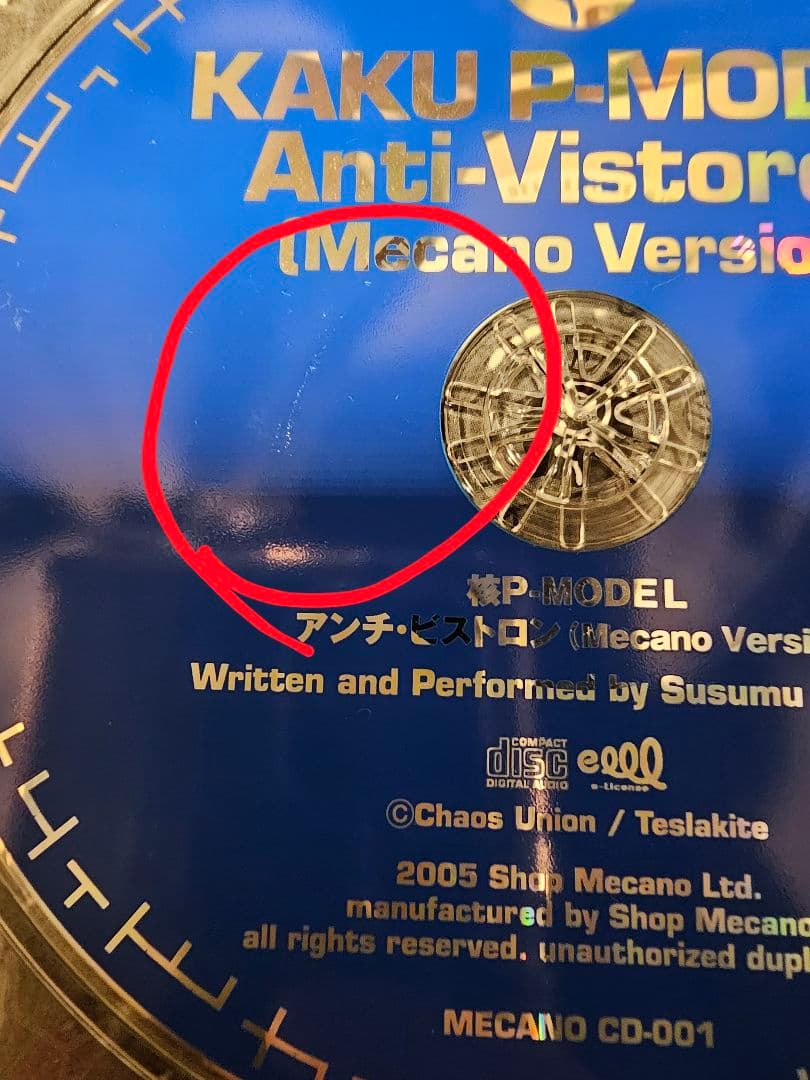 KAKU P-MOD
Anti-Vistor
(Mecano Versio
核P-MODEL
アンチ・ビストロン (Mecano Versi
Written and Performed by Susumu
COMPACT
disc
DIGITAL AUDIO
elll
e-License
©Chaos Union / Teslakite
2005 Shop Mecano Ltd.
manufactured by Shop Mecano
all rights reserved. unauthorized dupl
MECANO CD-001